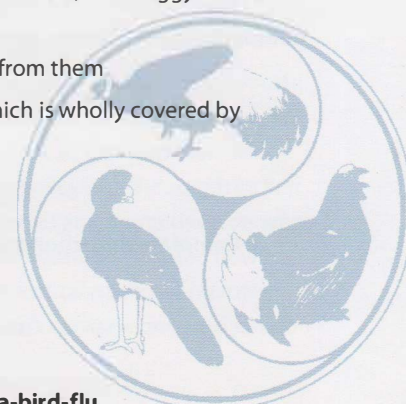 from them
hich is wholly covered by
a-bird-flu